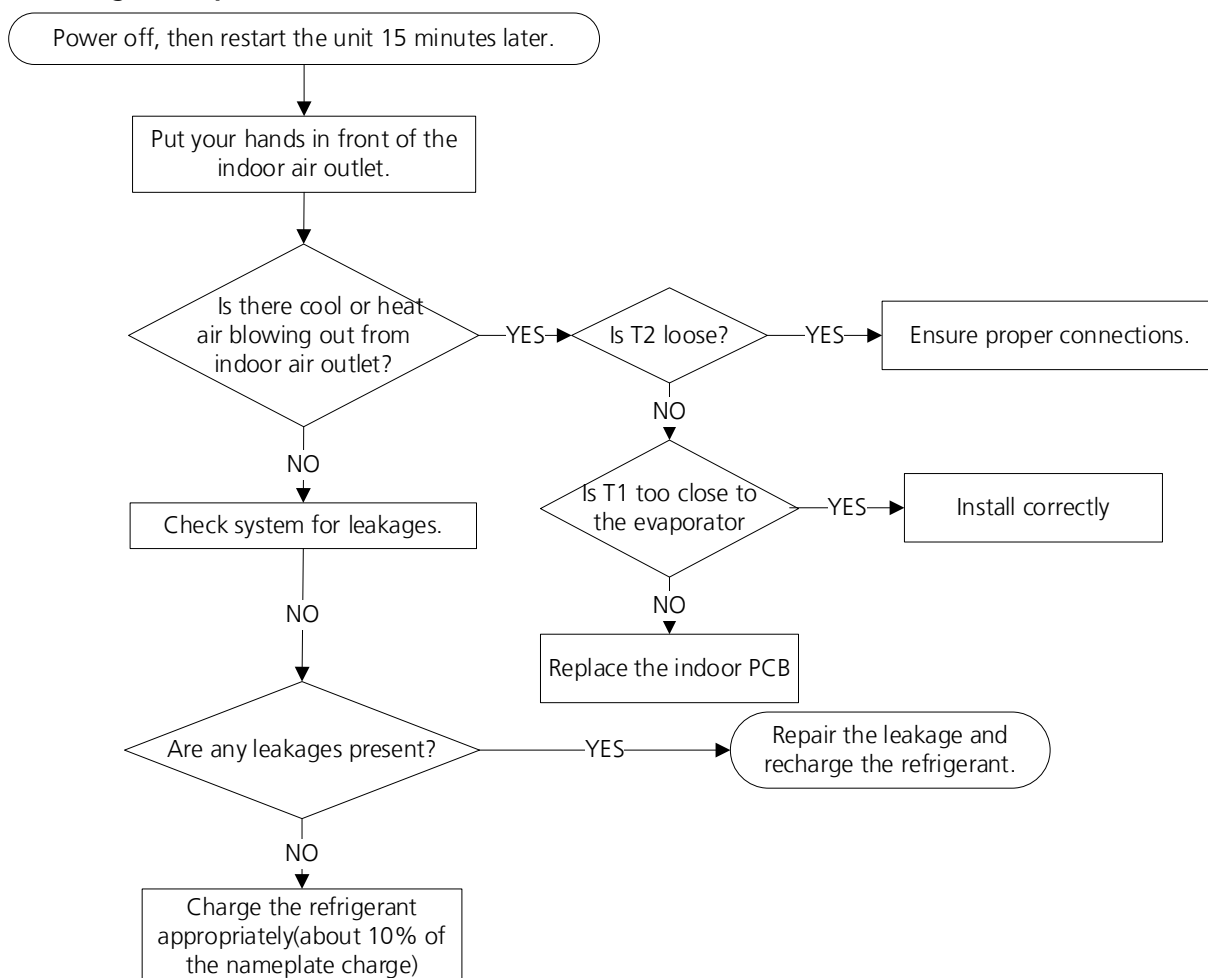 Power off, then restart the unit 15 minutes later.
Put your hands in front of the
indoor air outlet.
Is there cool or heat
air blowing out from
indoor air outlet?
YES
Is T2 loose?
YES
Ensure proper connections.
NO
NO
Is T1 too close to
the evaporator
YES
Install correctly
Check system for leakages.
NO
NO
Replace the indoor PCB
Are any leakages present?
YES
Repair the leakage and
recharge the refrigerant.
NO
Charge the refrigerant
appropriately(about 10% of
the nameplate charge)